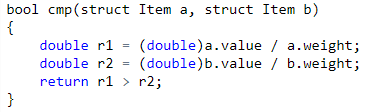 bool cmp(struct Item a, struct Item b)
{
    double r1 = (double)a.value / a.weight;
    double r2 = (double)b.value / b.weight;
    return r1 > r2;
}